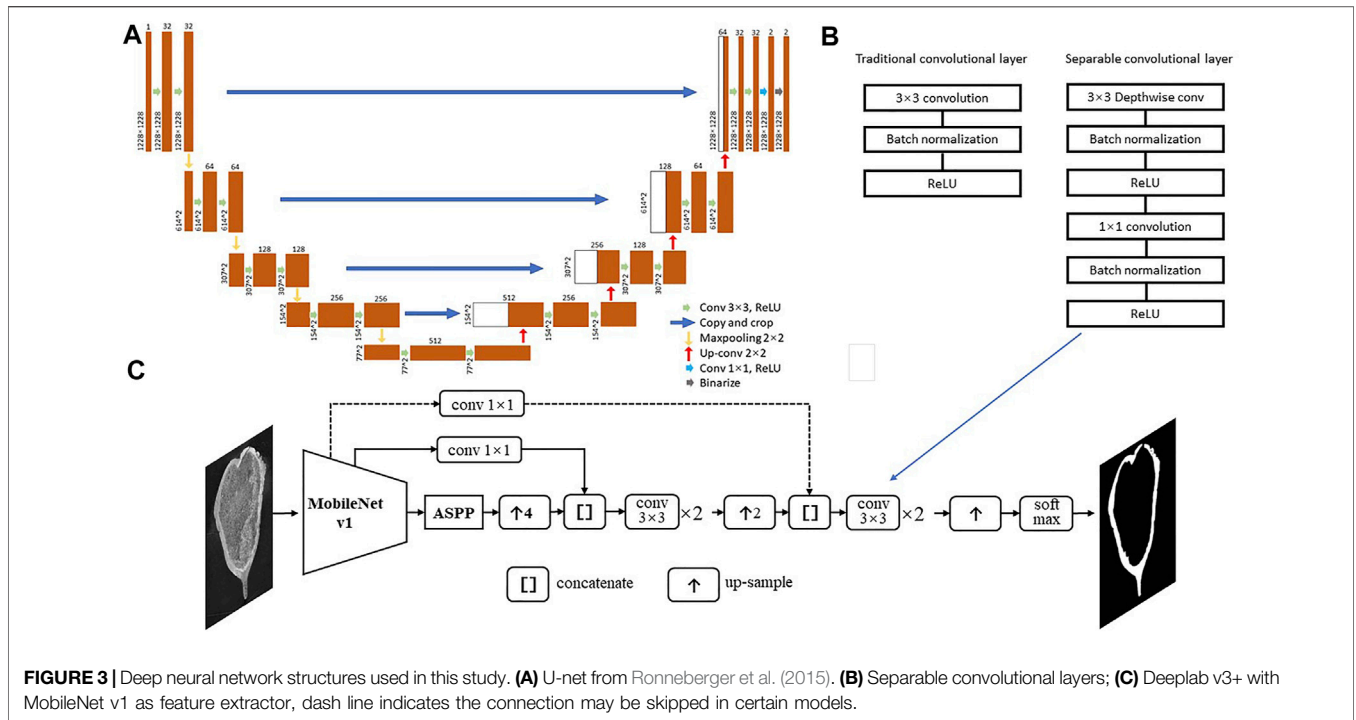 A
1 32 32
1228×1228 1228×1228 1228×1228
64 32 32 2 2
1228×1228 1228×1228 1228×1228 1228×1228 1228×1228
64 64
614^2 614^2 614^2
128 64
614^2 614^2 614^2
128 128
307^2 307^2 307^2
256 128
307^2 307^2 307^2
256 256
154^2 154^2 154^2
512 256
154^2 154^2 154^2
512
77^2 77^2 77^2
Conv 3×3, ReLU
Copy and crop
Maxpooling 2×2
Up-conv 2×2
Conv 1×1, ReLU
Binarize
B
Traditional convolutional layer
3×3 convolution
Batch normalization
ReLU
Separable convolutional layer
3×3 Depthwise conv
Batch normalization
ReLU
1×1 convolution
Batch normalization
ReLU
C
conv 1×1
conv 1×1
MobileNet
v1
ASPP
↑4
[]
conv
3×3
×2
↑2
[]
conv
3×3
×2
↑
soft
max
[] concatenate
↑ up-sample
FIGURE 3 | Deep neural network structures used in this study. (A) U-net from Ronneberger et al. (2015). (B) Separable convolutional layers; (C) Deeplab v3+ with
MobileNet v1 as feature extractor, dash line indicates the connection may be skipped in certain models.